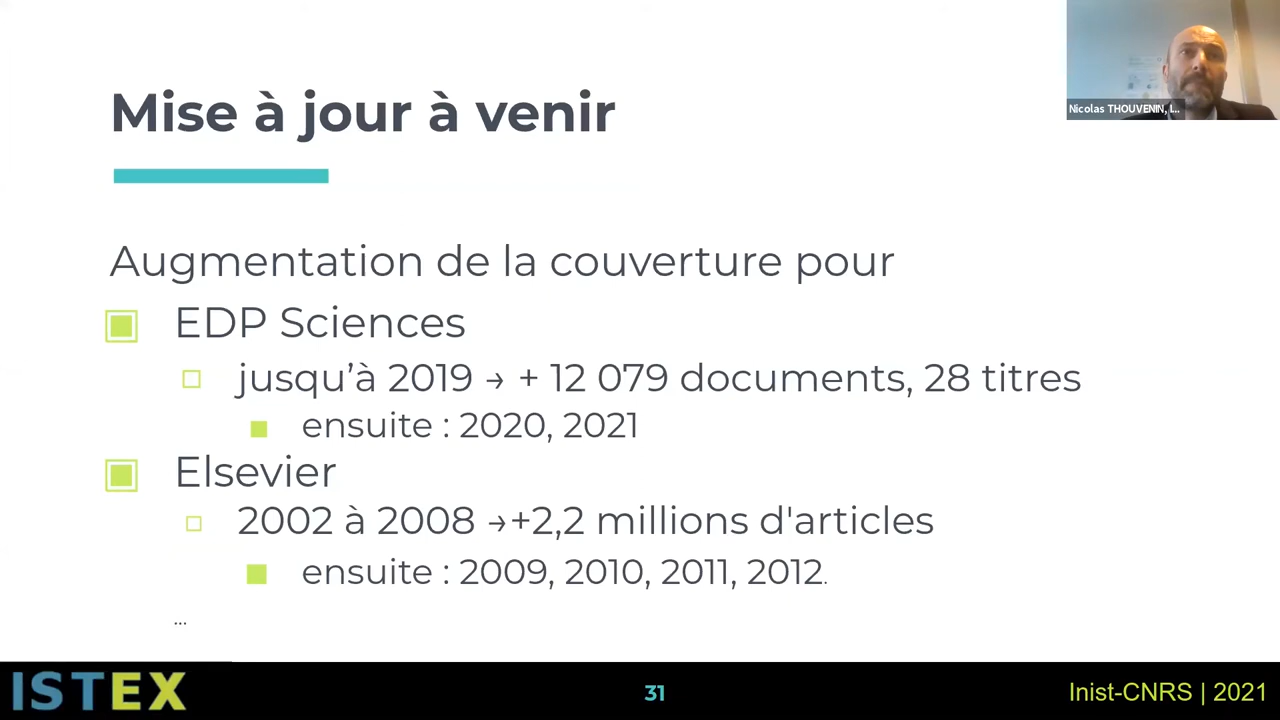 Mise à jour à venir
Nicolas THOUVENIN, I...
Augmentation de la couverture pour
EDP Sciences
jusqu’à 2019 → + 12 079 documents, 28 titres
ensuite : 2020, 2021
Elsevier
2002 à 2008 →+2,2 millions d'articles
ensuite : 2009, 2010, 2011, 2012.
...
ISTEX
31
Inist-CNRS | 2021